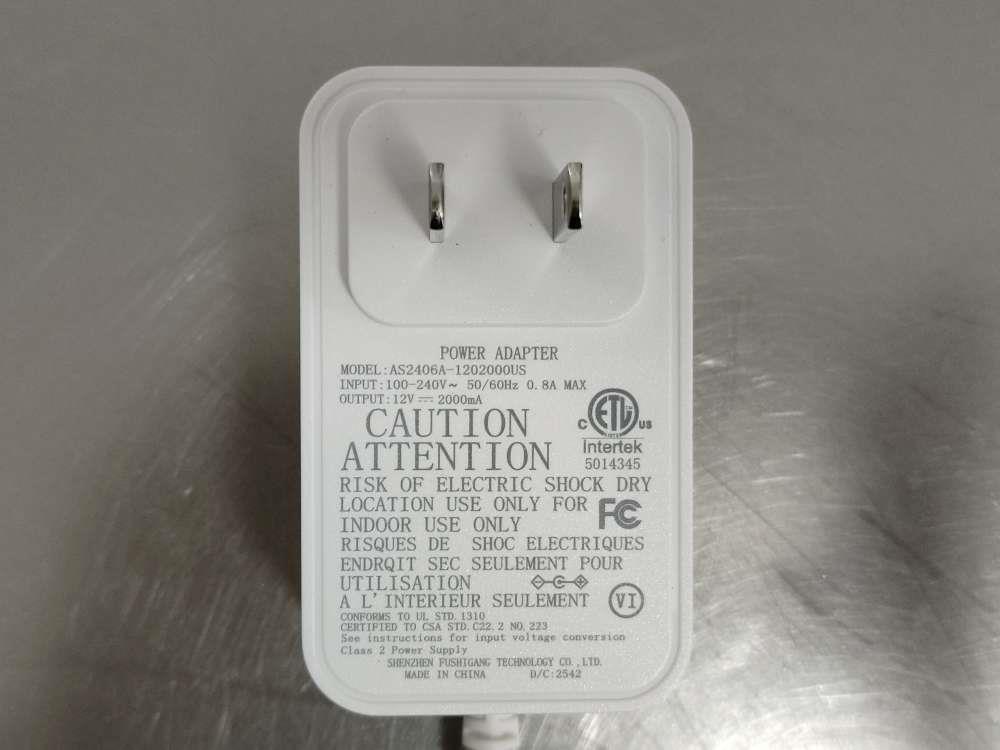 POWER ADAPTER
MODEL:AS2406A-1202000US
INPUT:100-240V~ 50/60Hz 0.8A MAX
OUTPUT:12V⎓ 2000mA
CAUTION
ATTENTION
C ETL US
LISTED
Intertek
5014345
RISK OF ELECTRIC SHOCK DRY
LOCATION USE ONLY FOR
INDOOR USE ONLY
FC
RISQUES DE SHOC ELECTRIQUES
ENDRQIT SEC SEULEMENT POUR
UTILISATION
A L'INTERIEUR SEULEMENT
VI
CONFORMS TO UL STD.1310
CERTIFIED TO CSA STD.C22.2 NO.223
See instructions for input voltage conversion
Class 2 Power Supply
SHENZHEN FUSHIGANG TECHNOLOGY CO.,LTD.
MADE IN CHINA D/C:2542